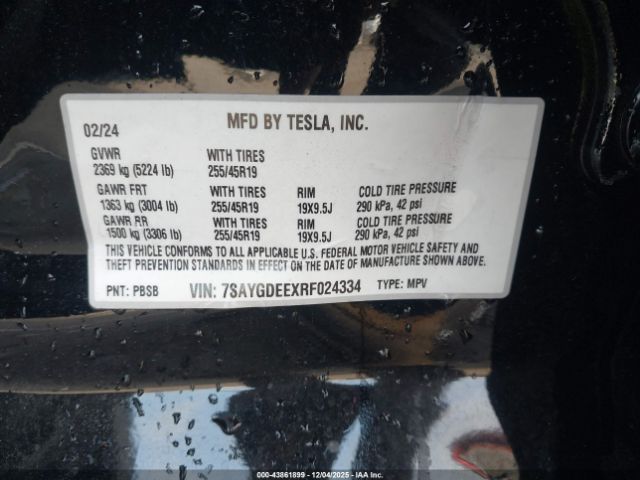 02/24 MFD BY TESLA, INC.
GVWR WITH TIRES
2369 kg (5224 lb) 255/45R19
GAWR FRT WITH TIRES RIM COLD TIRE PRESSURE
1363 kg (3004 lb) 255/45R19 19X9.5J 290 kPa, 42 psi
GAWR RR WITH TIRES RIM COLD TIRE PRESSURE
1500 kg (3306 lb) 255/45R19 19X9.5J 290 kPa, 42 psi
THIS VEHICLE CONFORMS TO ALL APPLICABLE U.S. FEDERAL MOTOR VEHICLE SAFETY AND
THEFT PREVENTION STANDARDS IN EFFECT ON THE DATE OF MANUFACTURE SHOWN ABOVE.
PNT: PBSB VIN: 7SAYGDEEXRF024334 TYPE: MPV
000-43861899 - 12/04/2025 - IAA Inc.